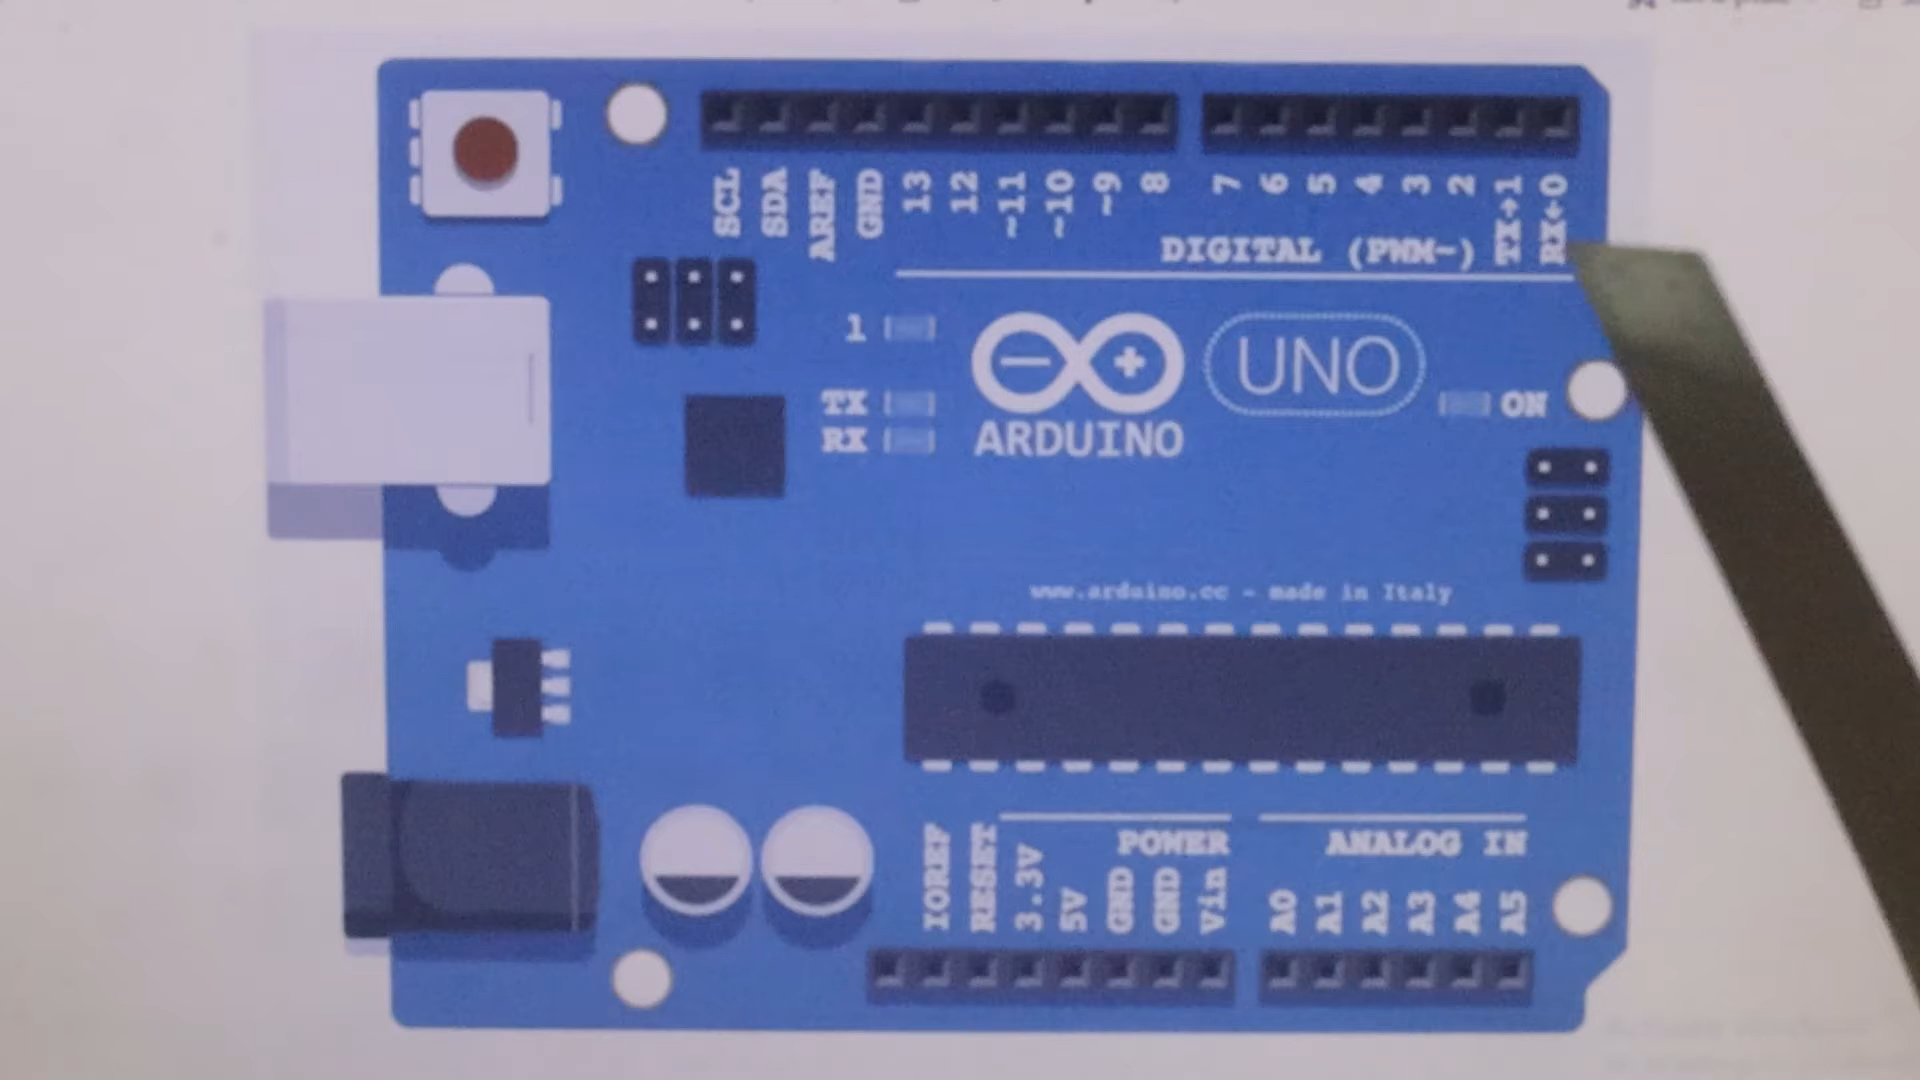 SCL
SDA
AREF
GND
13
12
~11
~10
~9
8
7
6
5
4
3
2
TX→1
RX←0
DIGITAL (PWM~)
1
TX
RX
ARDUINO
UNO
ON
www.arduino.cc - made in Italy
POWER
ANALOG IN
IOREF
RESET
3.3V
5V
GND
GND
Vin
A0
A1
A2
A3
A4
A5